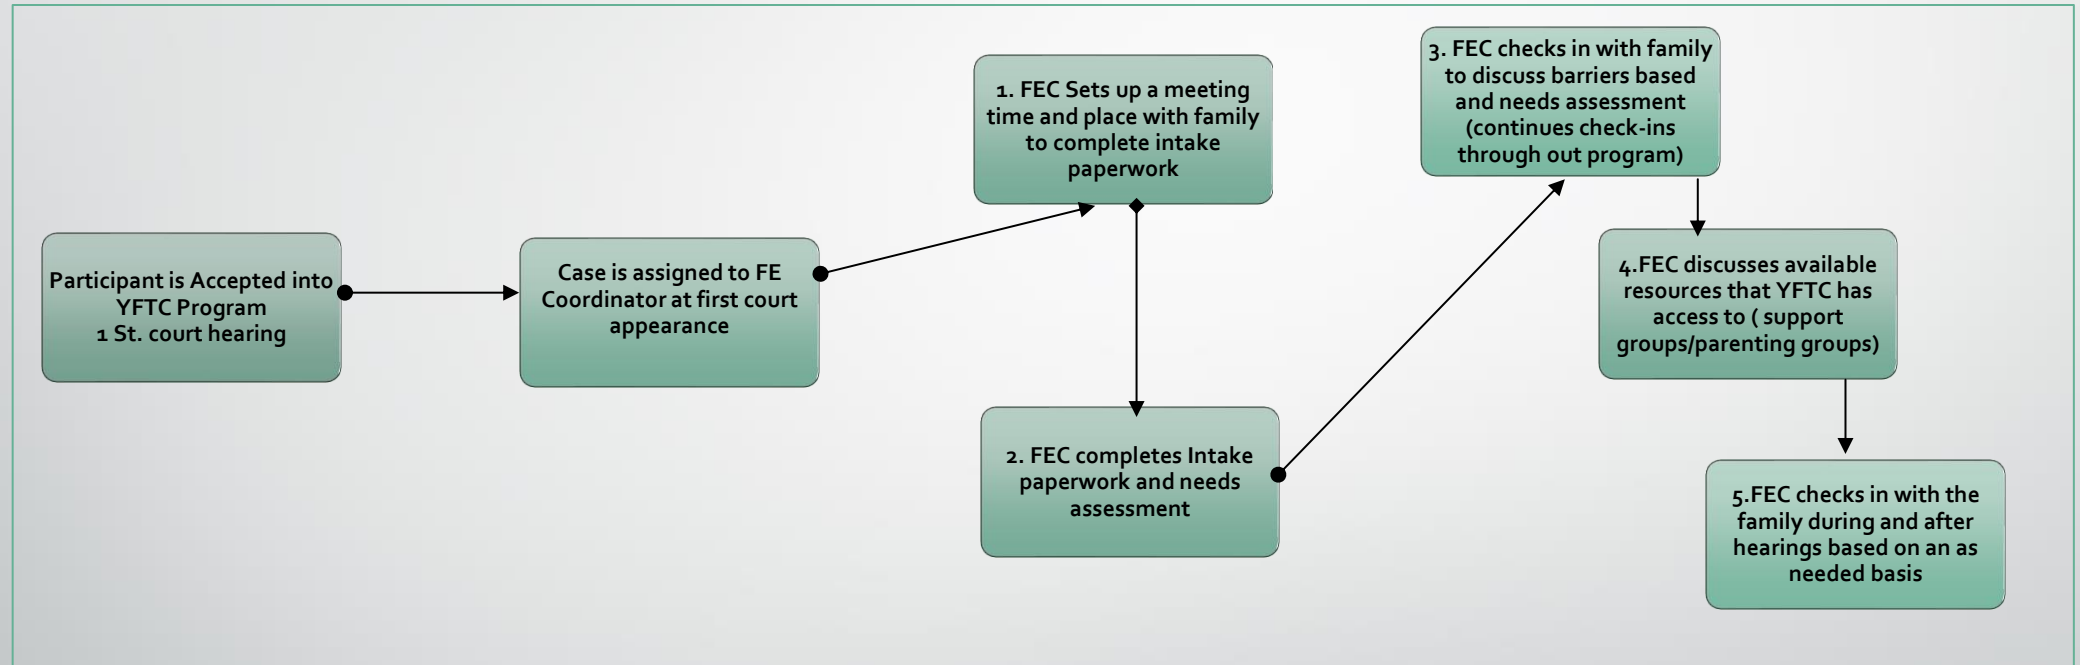 Participant is Accepted into
YFTC Program
1 St. court hearing
Case is assigned to FE
Coordinator at first court
appearance
1. FEC Sets up a meeting
time and place with family
to complete intake
paperwork
2. FEC completes Intake
paperwork and needs
assessment
3. FEC checks in with family
to discuss barriers based
and needs assessment
(continues check-ins
through out program)
4.FEC discusses available
resources that YFTC has
access to ( support
groups/parenting groups)
5.FEC checks in with the
family during and after
hearings based on an as
needed basis